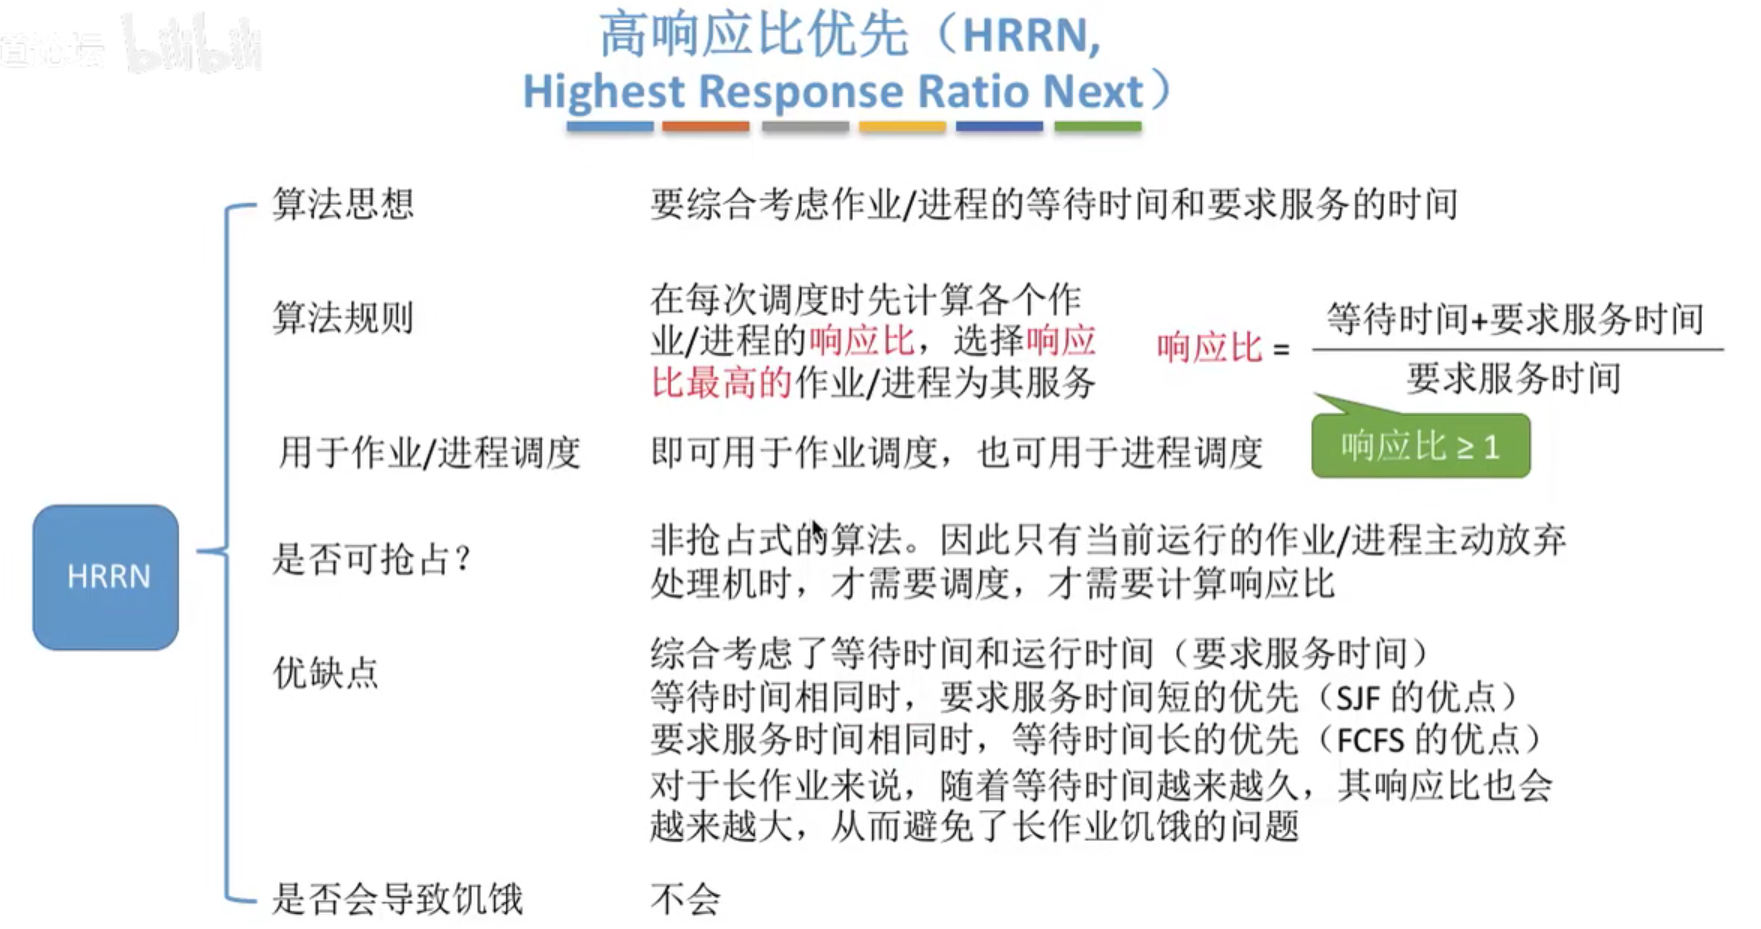 道论坛 bilibili
高响应比优先（HRRN,
Highest Response Ratio Next）
算法思想
要综合考虑作业/进程的等待时间和要求服务的时间
算法规则
在每次调度时先计算各个作
业/进程的响应比，选择响应
比最高的作业/进程为其服务
响应比 =
等待时间+要求服务时间
要求服务时间
响应比 ≥ 1
用于作业/进程调度
即可用于作业调度，也可用于进程调度
HRRN
是否可抢占？
非抢占式的算法。因此只有当前运行的作业/进程主动放弃
处理机时，才需要调度，才需要计算响应比
优缺点
综合考虑了等待时间和运行时间（要求服务时间）
等待时间相同时，要求服务时间短的优先（SJF 的优点）
要求服务时间相同时，等待时间长的优先（FCFS 的优点）
对于长作业来说，随着等待时间越来越久，其响应比也会
越来越大，从而避免了长作业饥饿的问题
是否会导致饥饿
不会